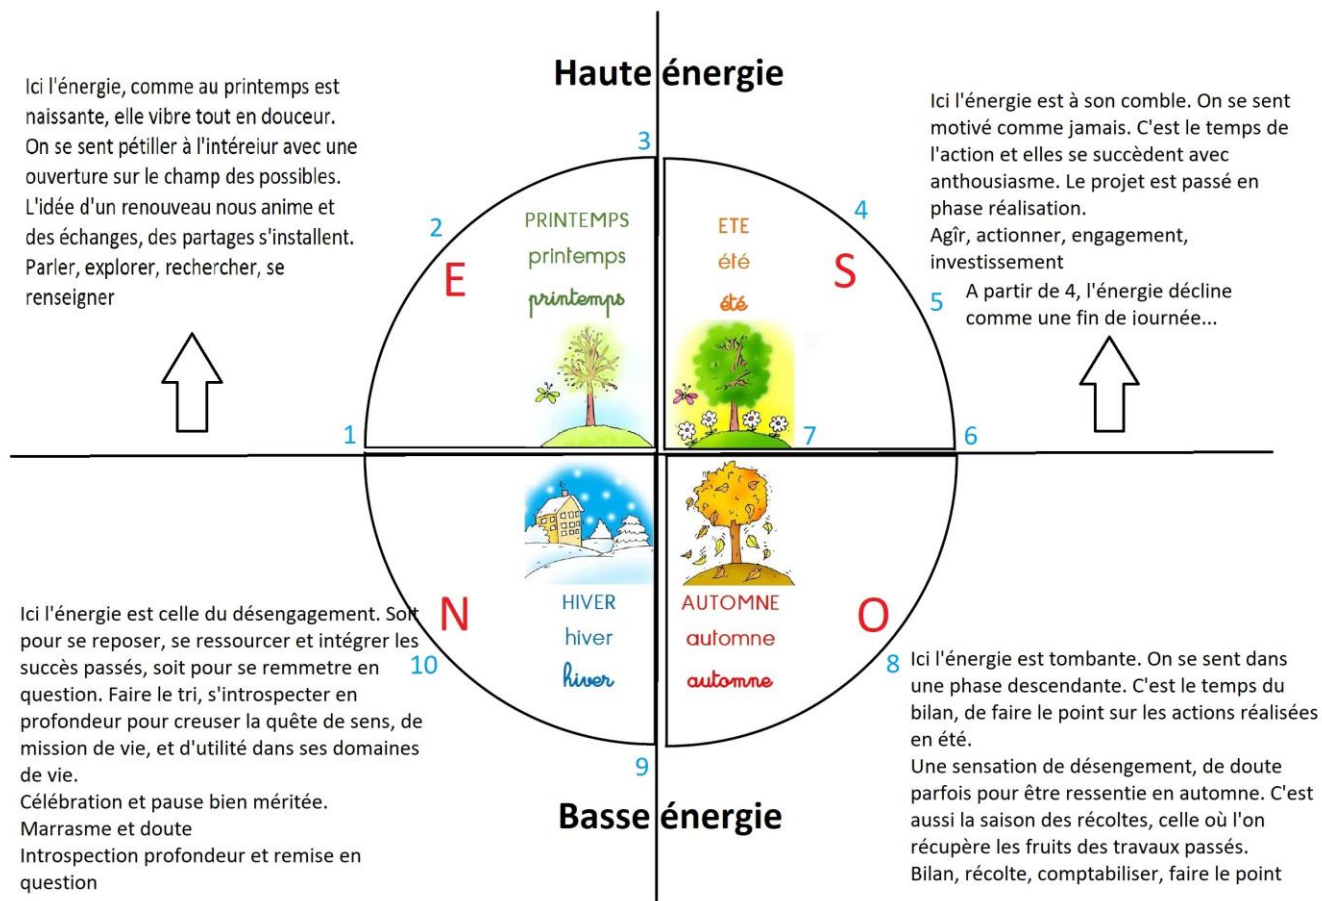 Haute énergie
Ici l'énergie, comme au printemps est
naissante, elle vibre tout en douceur.
On se sent pétiller à l'intéreiur avec une
ouverture sur le champ des possibles.
L'idée d'un renouveau nous anime et
des échanges, des partages s'installent.
Parler, explorer, rechercher, se
renseigner
Ici l'énergie est à son comble. On se sent
motivé comme jamais. C'est le temps de
l'action et elles se succèdent avec
anthousiasme. Le projet est passé en
phase réalisation.
Agîr, actionner, engagement,
investissement
5 A partir de 4, l'énergie décline
comme une fin de iournée...
3
2
4
E
PRINTEMPS
printemps
printemps
ETE
été
été
S
1
7
6
N
HIVER
hiver
hiver
AUTOMNE
automne
automne
O
10
8
9
Ici l'énergie est celle du désengagement. Soit
pour se reposer, se ressourcer et intégrer les
succès passés, soit pour se remmetre en
question. Faire le tri, s'introspecter en
profondeur pour creuser la quête de sens, de
mission de vie, et d'utilité dans ses domaines
de vie.
Célébration et pause bien méritée.
Marrasme et doute
Introspection profondeur et remise en
question
Ici l'énergie est tombante. On se sent dans
une phase descendante. C'est le temps du
bilan, de faire le point sur les actions réalisées
en été.
Une sensation de désengement, de doute
parfois pour être ressentie en automne. C'est
aussi la saison des récoltes, celle où l'on
récupère les fruits des travaux passés.
Bilan, récolte, comptabiliser, faire le point
Basse énergie